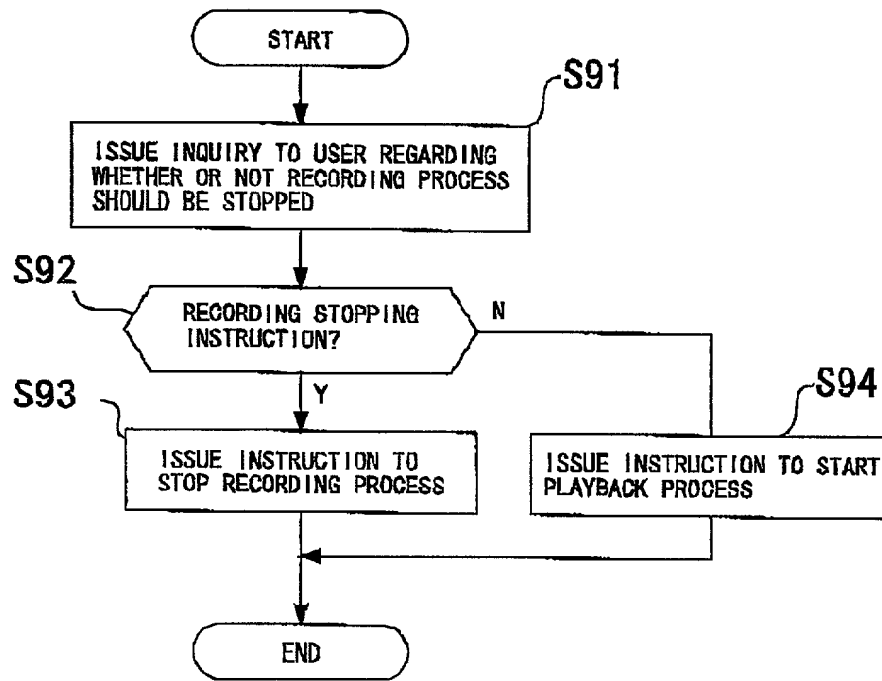 START
S91
ISSUE INQUIRY TO USER REGARDING
WHETHER OR NOT RECORDING PROCESS
SHOULD BE STOPPED
S92
RECORDING STOPPING
INSTRUCTION?
N
Y
S93
ISSUE INSTRUCTION TO
STOP RECORDING PROCESS
S94
ISSUE INSTRUCTION TO START
PLAYBACK PROCESS
END